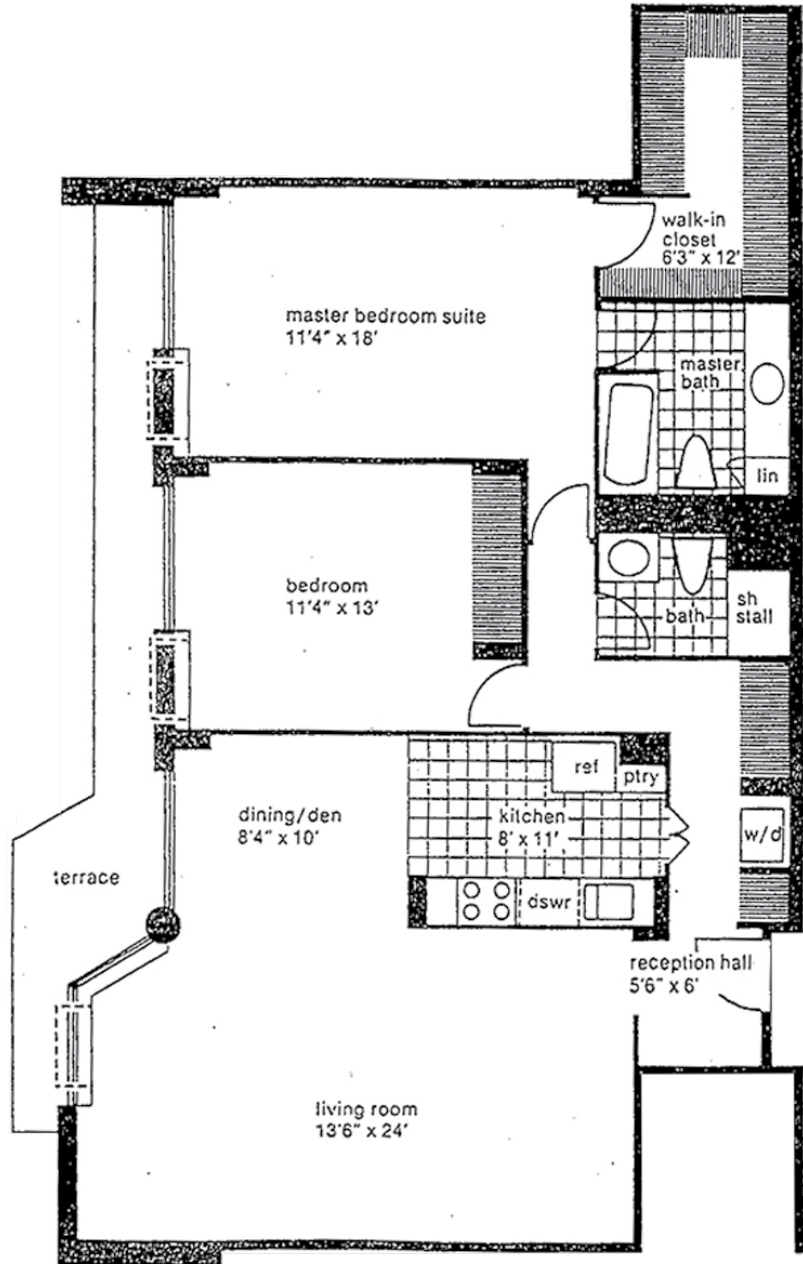 walk-in
closet
6'3" x 12'
master bedroom suite
11'4" x 18'
master
bath
lin
bedroom
11'4" x 13'
bath
sh
stall
ref
ptry
dining/den
8'4" x 10'
kitchen
8' x 11'
w/d
terrace
dswr
reception hall
5'6" x 6'
living room
13'6" x 24'